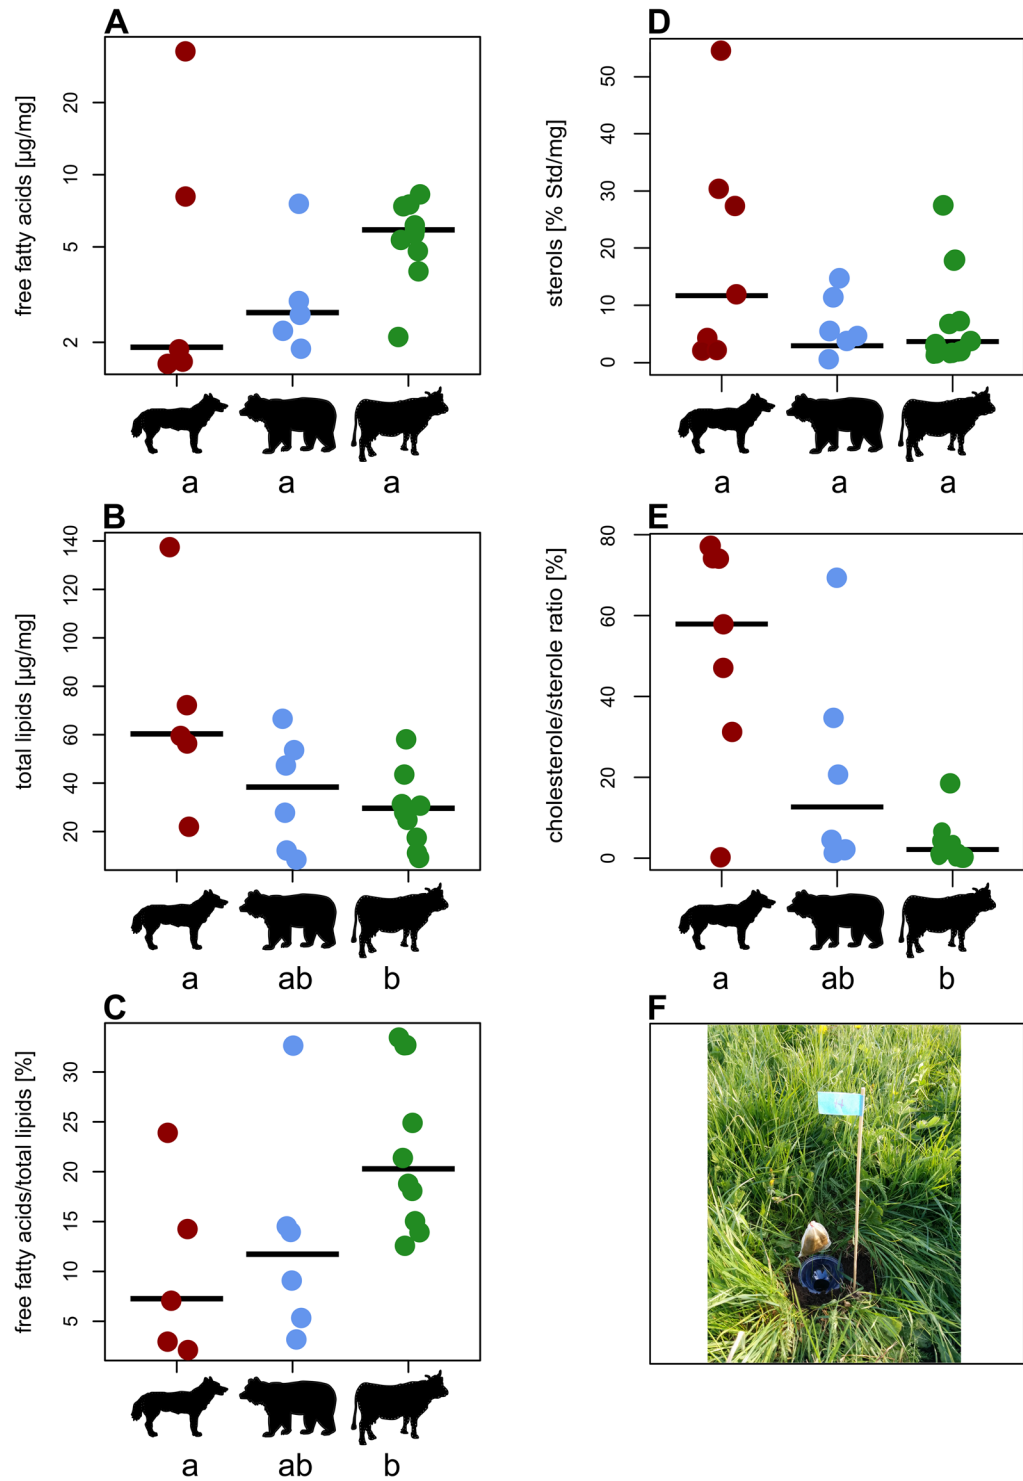 A
free fatty acids [µg/mg]
20
10
5
2
a a a
B
total lipids [µg/mg]
140
120
100
80
60
40
20
a ab b
C
free fatty acids/total lipids [%]
30
25
20
15
10
5
a ab b
D
sterols [% Std/mg]
50
40
30
20
10
0
a a a
E
cholesterole/sterole ratio [%]
80
60
40
20
0
a ab b
F